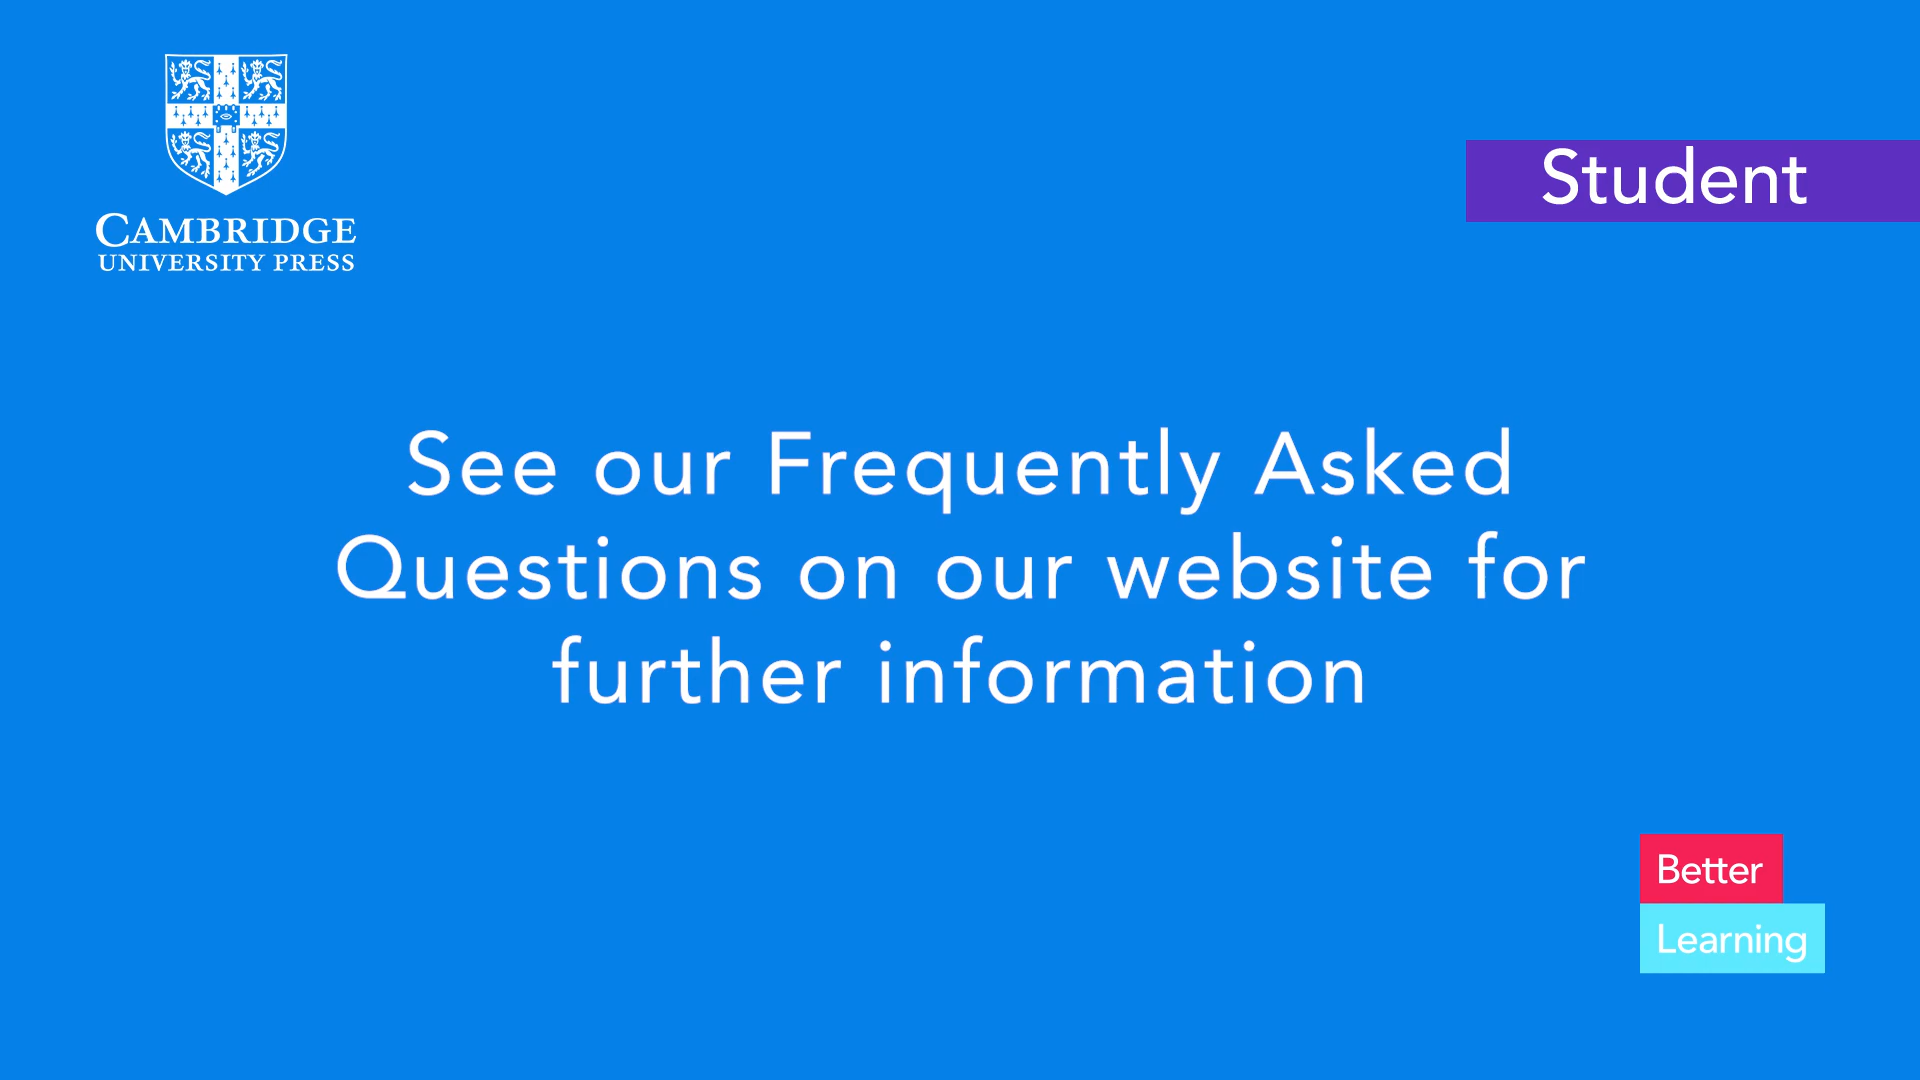 CAMBRIDGE
UNIVERSITY PRESS
Student
See our Frequently Asked
Questions on our website for
further information
Better
Learning